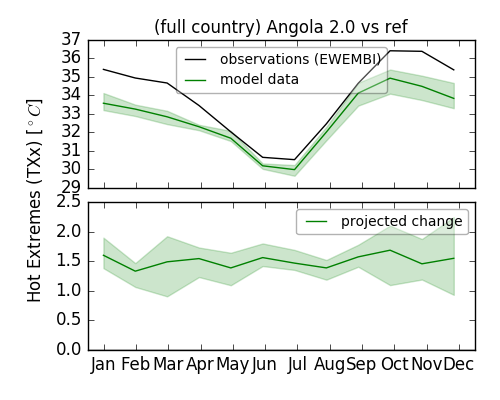 (full country) Angola 2.0 vs ref
37
36
35
34
33
32
31
30
29
observations (EWEMBI)
model data
Hot Extremes (TXx) [°C]
2.5
2.0
1.5
1.0
0.5
0.0
projected change
Jan Feb Mar Apr May Jun Jul Aug Sep Oct Nov Dec